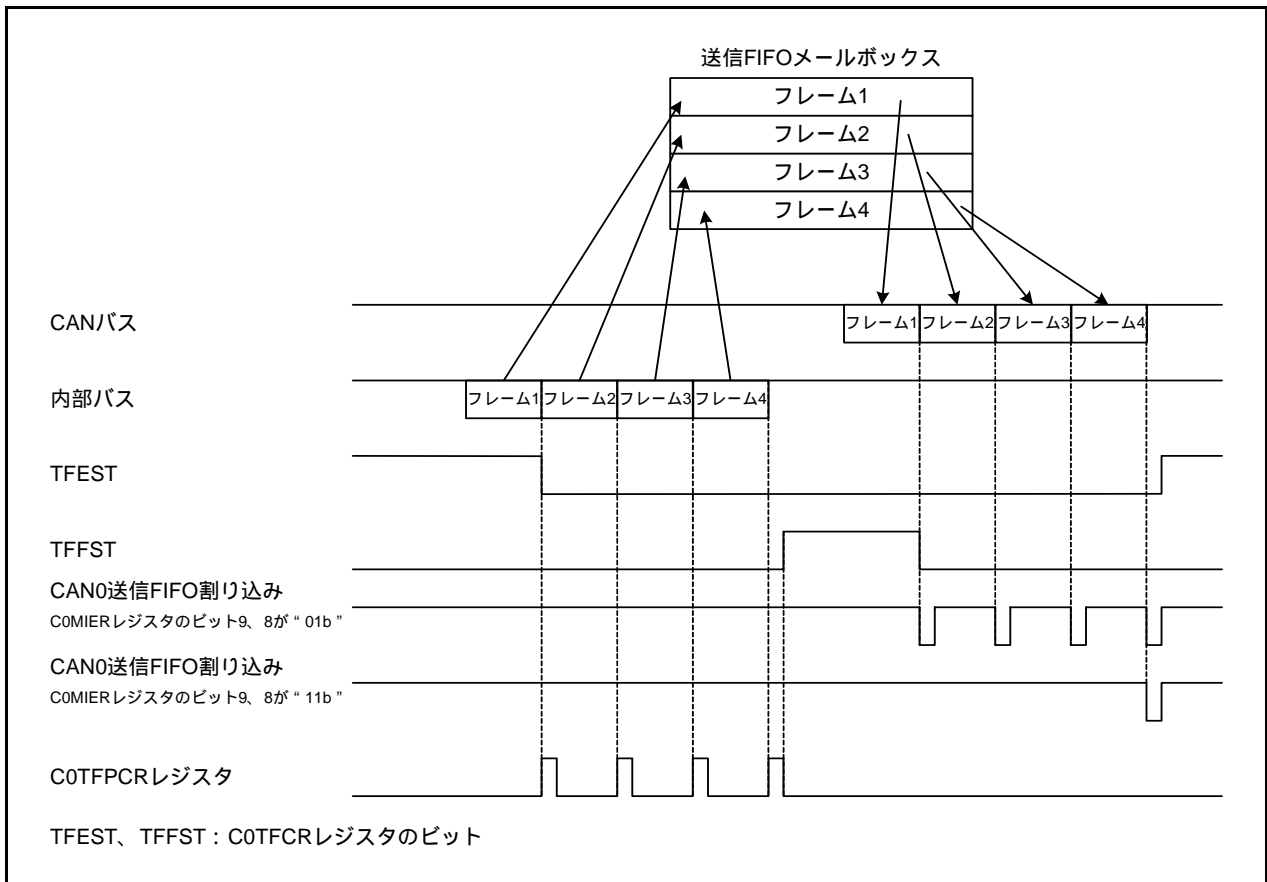 送信FIFOメールボックス
フレーム1
フレーム2
フレーム3
フレーム4
CANバス
フレーム1 フレーム2 フレーム3 フレーム4
内部バス
フレーム1 フレーム2 フレーム3 フレーム4
TFEST
TFFST
CAN0送信FIFO割り込み
C0MIERレジスタのビット9、8が“01b”
CAN0送信FIFO割り込み
C0MIERレジスタのビット9、8が“11b”
C0TFPCRレジスタ
TFEST、TFFST：C0TFCRレジスタのビット